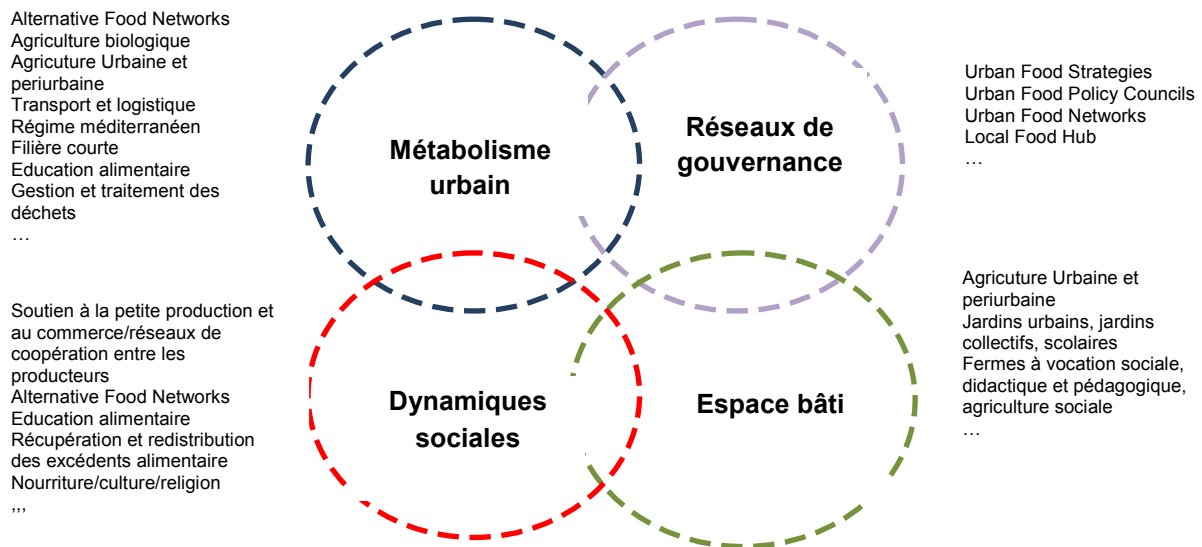 Alternative Food Networks
Agriculture biologique
Agricuture Urbaine et
periurbaine
Transport et logistique
Régime méditerranéen
Filière courte
Education alimentaire
Gestion et traitement des
déchets
…
Métabolisme
urbain
Réseaux de
gouvernance
Urban Food Strategies
Urban Food Policy Councils
Urban Food Networks
Local Food Hub
…
Soutien à la petite production et
au commerce/réseaux de
coopération entre les
producteurs
Alternative Food Networks
Education alimentaire
Récupération et redistribution
des excédents alimentaire
Nourriture/culture/religion
,,,
Dynamiques
sociales
Espace bâti
Agricuture Urbaine et
periurbaine
Jardins urbains, jardins
collectifs, scolaires
Fermes à vocation sociale,
didactique et pédagogique,
agriculture sociale
…